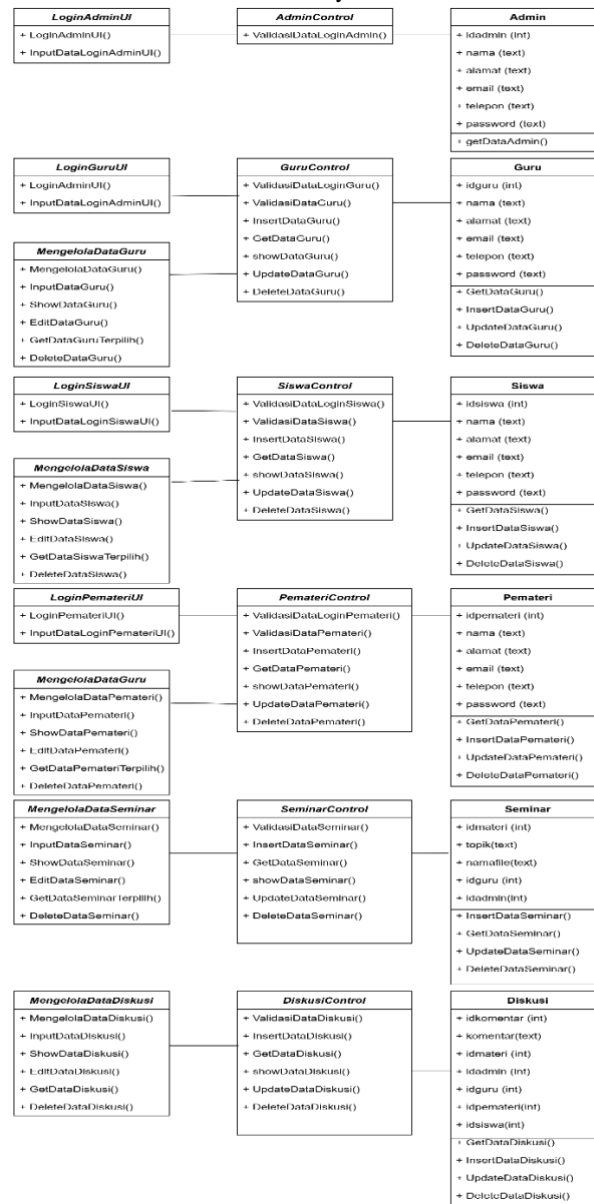 LoginAdminUI
+ LoginAdminUI()
+ InputDataLoginAdminUI()
AdminControl
+ ValidasiDataLoginAdmin()
Admin
+ idadmin (int)
+ nama (text)
+ alamat (text)
+ email (text)
+ telepon (text)
+ password (text)
+ getDataAdmin()
LoginGuruUI
+ LoginAdminUI()
+ InputDataLoginAdminUI()
MengelolaDataGuru
+ MengelolaDataGuru()
+ InputDataGuru()
+ ShowDataGuru()
+ EditDataGuru()
+ GetDataGuruTerpilih()
+ DeleteDataGuru()
GuruControl
+ ValidasiDataLoginGuru()
+ ValidasiDataGuru()
+ InsertDataGuru()
+ GetDataGuru()
+ showDataGuru()
+ UpdateDataGuru()
+ DeleteDataGuru()
Guru
+ idguru (int)
+ nama (text)
+ alamat (text)
+ email (text)
+ telepon (text)
+ password (text)
+ GetDataGuru()
+ InsertDataGuru()
+ UpdateDataGuru()
+ DeleteDataGuru()
LoginSiswaUI
+ LoginSiswaUI()
+ InputDataLoginSiswaUI()
MengelolaDataSiswa
+ MengelolaDataSiswa()
+ InputDataSiswa()
+ ShowDataSiswa()
+ EditDataSiswa()
+ GetDataSiswaTerpilih()
+ DeleteDataSiswa()
SiswaControl
+ ValidasiDataLoginSiswa()
+ ValidasiDataSiswa()
+ InsertDataSiswa()
+ GetDataSiswa()
+ showDataSiswa()
+ UpdateDataSiswa()
+ DeleteDataSiswa()
Siswa
+ idsiswa (int)
+ nama (text)
+ alamat (text)
+ email (text)
+ telepon (text)
+ password (text)
+ GetDataSiswa()
+ InsertDataSiswa()
+ UpdateDataSiswa()
+ DeleteDataSiswa()
LoginPemateriUI
+ LoginPemateriUI()
+ InputDataLoginPemateriUI()
MengelolaDataGuru
+ MengelolaDataPemateri()
+ InputDataPemateri()
+ ShowDataPemateri()
+ EditDataPemateri()
+ GetDataPemateriTerpilih()
+ DeleteDataPemateri()
PemateriControl
+ ValidasiDataLoginPemateri()
+ ValidasiDataPemateri()
+ InsertDataPemateri()
+ GetDataPemateri()
+ showDataPemateri()
+ UpdateDataPemateri()
+ DeleteDataPemateri()
Pemateri
+ idpemateri (int)
+ nama (text)
+ alamat (text)
+ email (text)
+ telepon (text)
+ password (text)
+ GetDataPemateri()
+ InsertDataPemateri()
+ UpdateDataPemateri()
+ DeleteDataPemateri()
MengelolaDataSeminar
+ MengelolaDataSeminar()
+ InputDataSeminar()
+ ShowDataSeminar()
+ EditDataSeminar()
+ GetDataSeminarTerpilih()
+ DeleteDataSeminar()
SeminarControl
+ ValidasiDataSeminar()
+ InsertDataSeminar()
+ GetDataSeminar()
+ showDataSeminar()
+ UpdateDataSeminar()
+ DeleteDataSeminar()
Seminar
+ idmateri (int)
+ topik(text)
+ namafile(text)
+ idguru (int)
+ idadmin(int)
+ InsertDataSeminar()
+ GetDataSeminar()
+ UpdateDataSeminar()
+ DeleteDataSeminar()
MengelolaDataDiskusi
+ MengelolaDataDiskusi()
+ InputDataDiskusi()
+ ShowDataDiskusi()
+ EditDataDiskusi()
+ GetDataDiskusi()
+ DeleteDataDiskusi()
DiskusiControl
+ ValidasiDataDiskusi()
+ InsertDataDiskusi()
+ GetDataDiskusi()
+ showDataDiskusi()
+ UpdateDataDiskusi()
+ DeleteDataDiskusi()
Diskusi
+ idkomentar (int)
+ komentar(text)
+ idmateri (int)
+ idadmin (int)
+ idguru (int)
+ idpemateri(int)
+ idsiswa(int)
+ GetDataDiskusi()
+ InsertDataDiskusi()
+ UpdateDataDiskusi()
+ DeleteDataDiskusi()